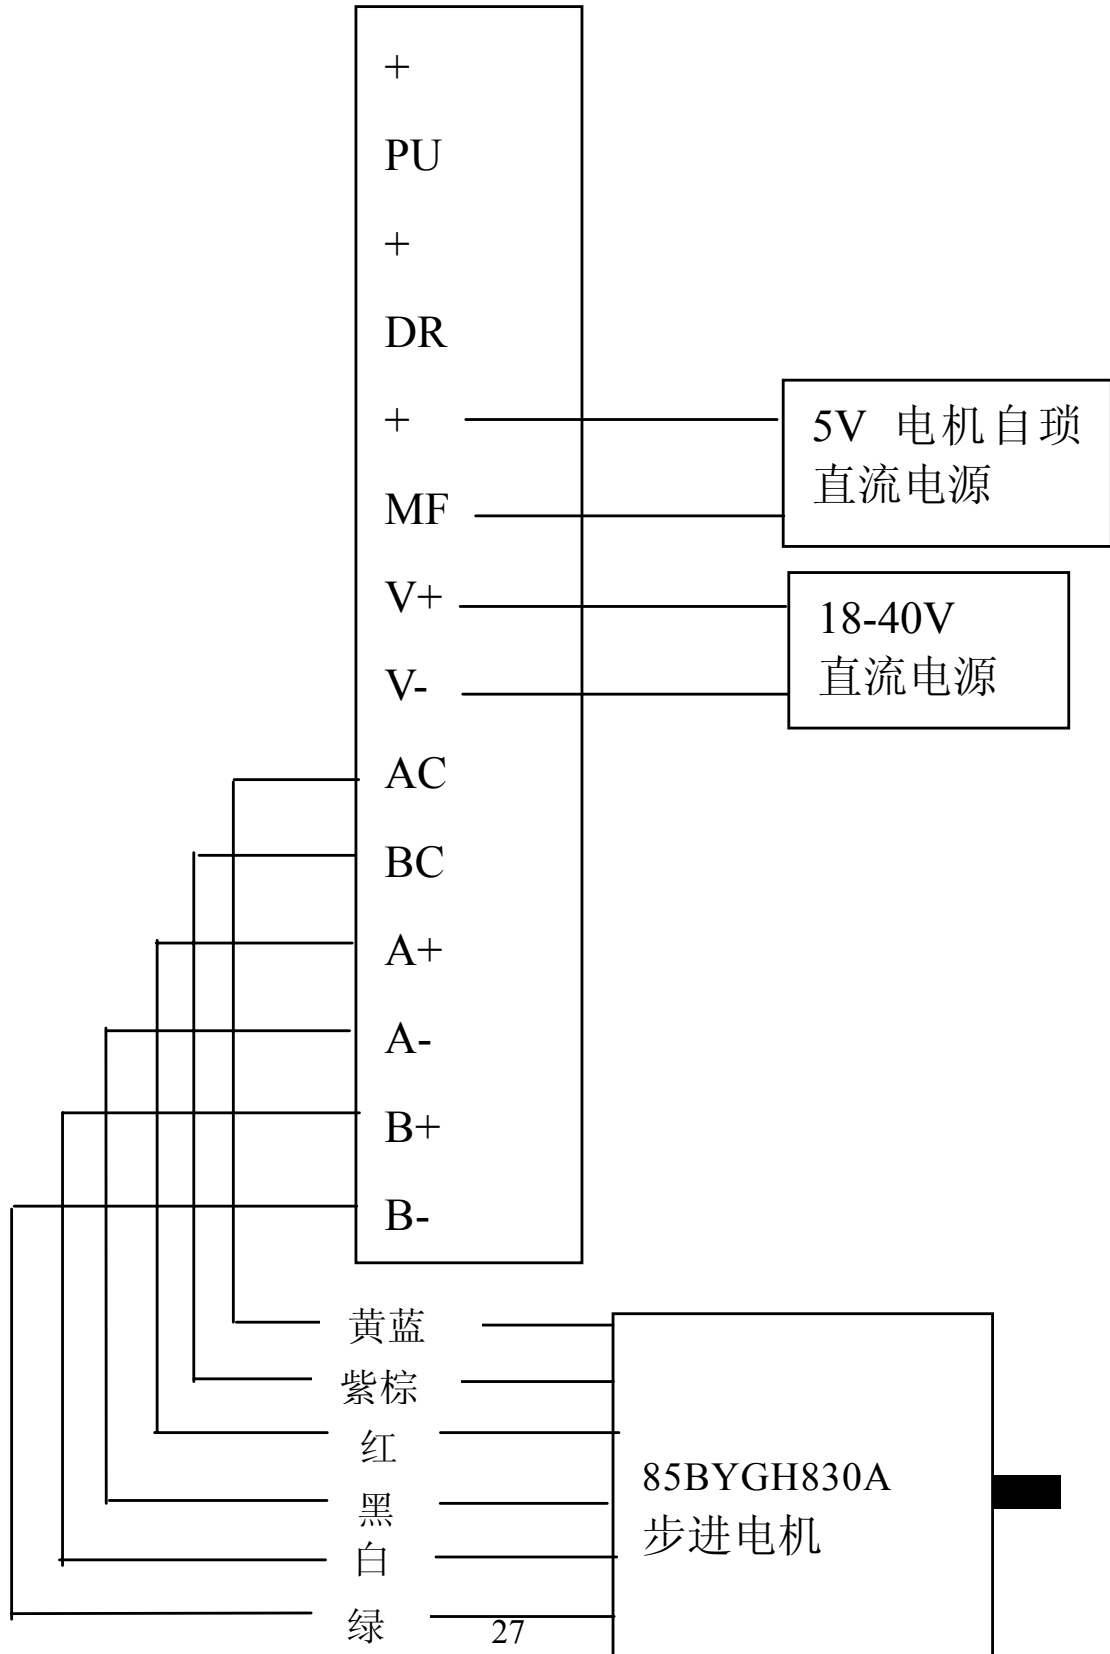 +
PU
+
DR
+
MF
V+
V-
AC
BC
A+
A-
B+
B-
5V 电机自琐
直流电源
18-40V
直流电源
黄蓝
紫棕
红
黑
白
绿
85BYGH830A
步进电机
27